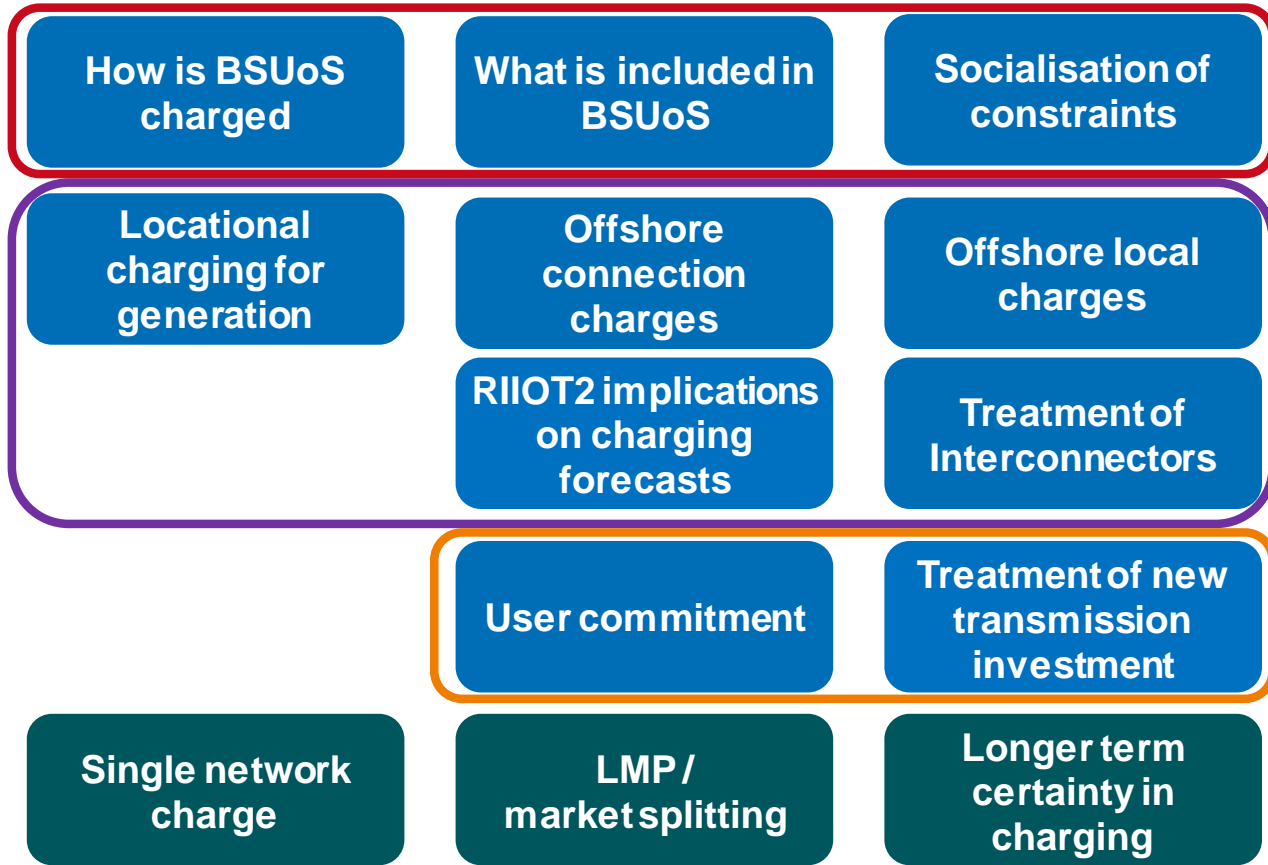 How is BSUoS
charged
What is included in
BSUoS
Socialisation of
constraints
Locational
charging for
generation
Offshore
connection
charges
Offshore local
charges
RIIOT2 implications
on charging
forecasts
Treatment of
Interconnectors
User commitment
Treatment of new
transmission
investment
Single network
charge
LMP /
market splitting
Longer term
certainty in
charging